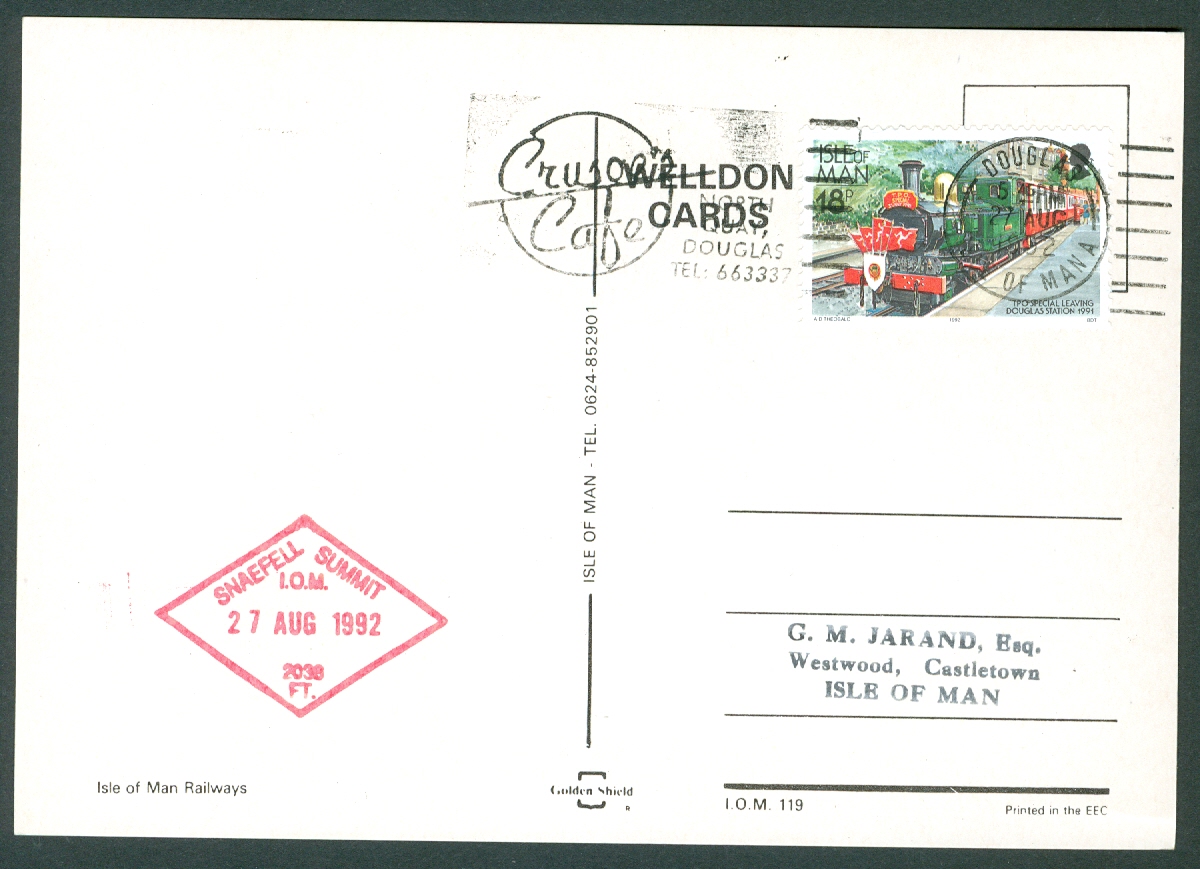 Crusoe's
Cafe
WELLDON
CARDS
NORTH
QUAY,
DOUGLAS
TEL: 663337
ISLE OF
MAN
18P
TPO SPECIAL LEAVING
DOUGLAS STATION 1991
1992
001
DOUGLAS
27 AUG
OF MAN A
ISLE OF MAN - TEL. 0624-852901
SNAEFELL SUMMIT
I.O.M.
27 AUG 1992
FT.
G. M. JARAND, Esq.
Westwood, Castletown
ISLE OF MAN
Isle of Man Railways
Golden Shield
R
I.O.M. 119
Printed in the EEC